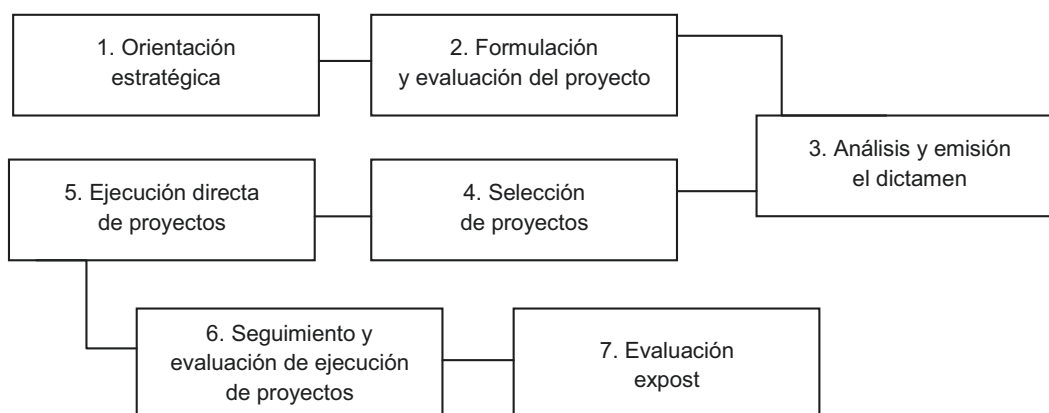 1. Orientación
estratégica
2. Formulación
y evaluación del proyecto
3. Análisis y emisión
el dictamen
4. Selección
de proyectos
5. Ejecución directa
de proyectos
6. Seguimiento y
evaluación de ejecución
de proyectos
7. Evaluación
expost